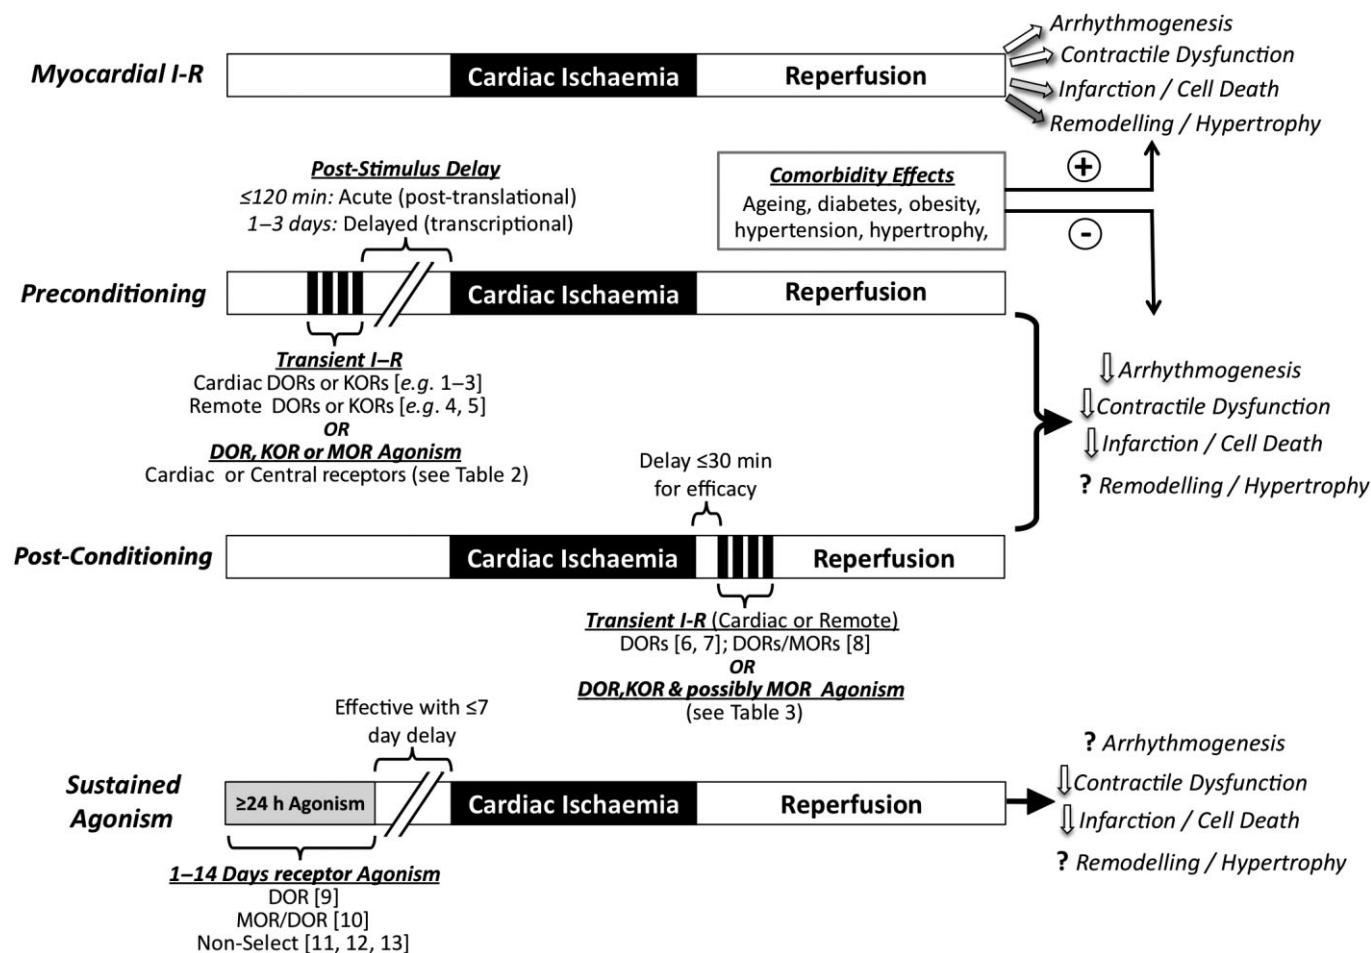 Arrhythmogenesis
Myocardial I-R
Cardiac Ischaemia
Reperfusion
Contractile Dysfunction
Infarction / Cell Death
Remodelling / Hypertrophy
Post-Stimulus Delay
≤120 min: Acute (post-translational)
1–3 days: Delayed (transcriptional)
Comorbidity Effects
Ageing, diabetes, obesity,
hypertension, hypertrophy,
+
-
Preconditioning
Cardiac Ischaemia
Reperfusion
Transient I–R
Cardiac DORs or KORs [e.g. 1–3]
Remote DORs or KORs [e.g. 4, 5]
OR
DOR, KOR or MOR Agonism
Cardiac or Central receptors (see Table 2)
Arrhythmogenesis
Contractile Dysfunction
Infarction / Cell Death
? Remodelling / Hypertrophy
Delay ≤30 min
for efficacy
Post-Conditioning
Cardiac Ischaemia
Reperfusion
Transient I-R (Cardiac or Remote)
DORs [6, 7]; DORs/MORs [8]
OR
DOR,KOR & possibly MOR Agonism
(see Table 3)
Effective with ≤7
day delay
Sustained
Agonism
≥24 h Agonism
Cardiac Ischaemia
Reperfusion
? Arrhythmogenesis
Contractile Dysfunction
Infarction / Cell Death
? Remodelling / Hypertrophy
1–14 Days receptor Agonism
DOR [9]
MOR/DOR [10]
Non-Select [11, 12, 13]